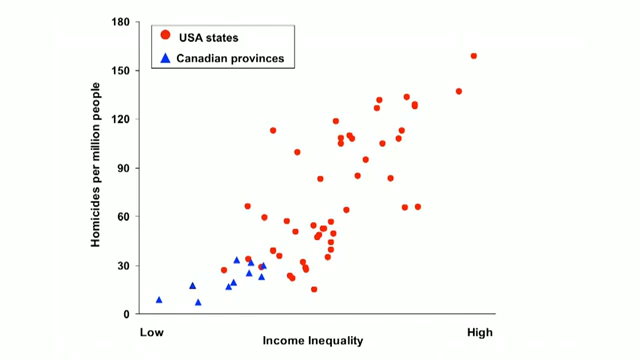 180
USA states
Canadian provinces
150
120
90
60
30
0
Homicides per million people
Low
High
Income Inequality